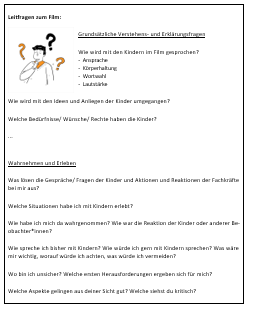 Leitfragen zum Film:
Grundsätzliche Verstehens- und Erklärungsfragen
Wie wird mit den Kindern im Film gesprochen?
- Ansprache
- Körperhaltung
- Wortwahl
- Lautstärke
Wie wird mit den Ideen und Anliegen der Kinder umgegangen?
Welche Bedürfnisse/ Wünsche/ Rechte haben die Kinder?
...
Wahrnehmen und Erleben
Was lösen die Gespräche/ Fragen der Kinder und Aktionen und Reaktionen der Fachkräfte
bei mir aus?
Welche Situationen habe ich mit Kindern erlebt?
Wie habe ich mich da wahrgenommen? Wie war die Reaktion der Kinder oder anderer Be-
obachter*innen?
Wie spreche ich bisher mit Kindern? Wie würde ich gern mit Kindern sprechen? Was wäre
mir wichtig, worauf würde ich achten, was würde ich vermeiden?
Wo bin ich unsicher? Welche ersten Herausforderungen ergeben sich für mich?
Welche Aspekte gelingen aus deiner Sicht gut? Welche siehst du kritisch?